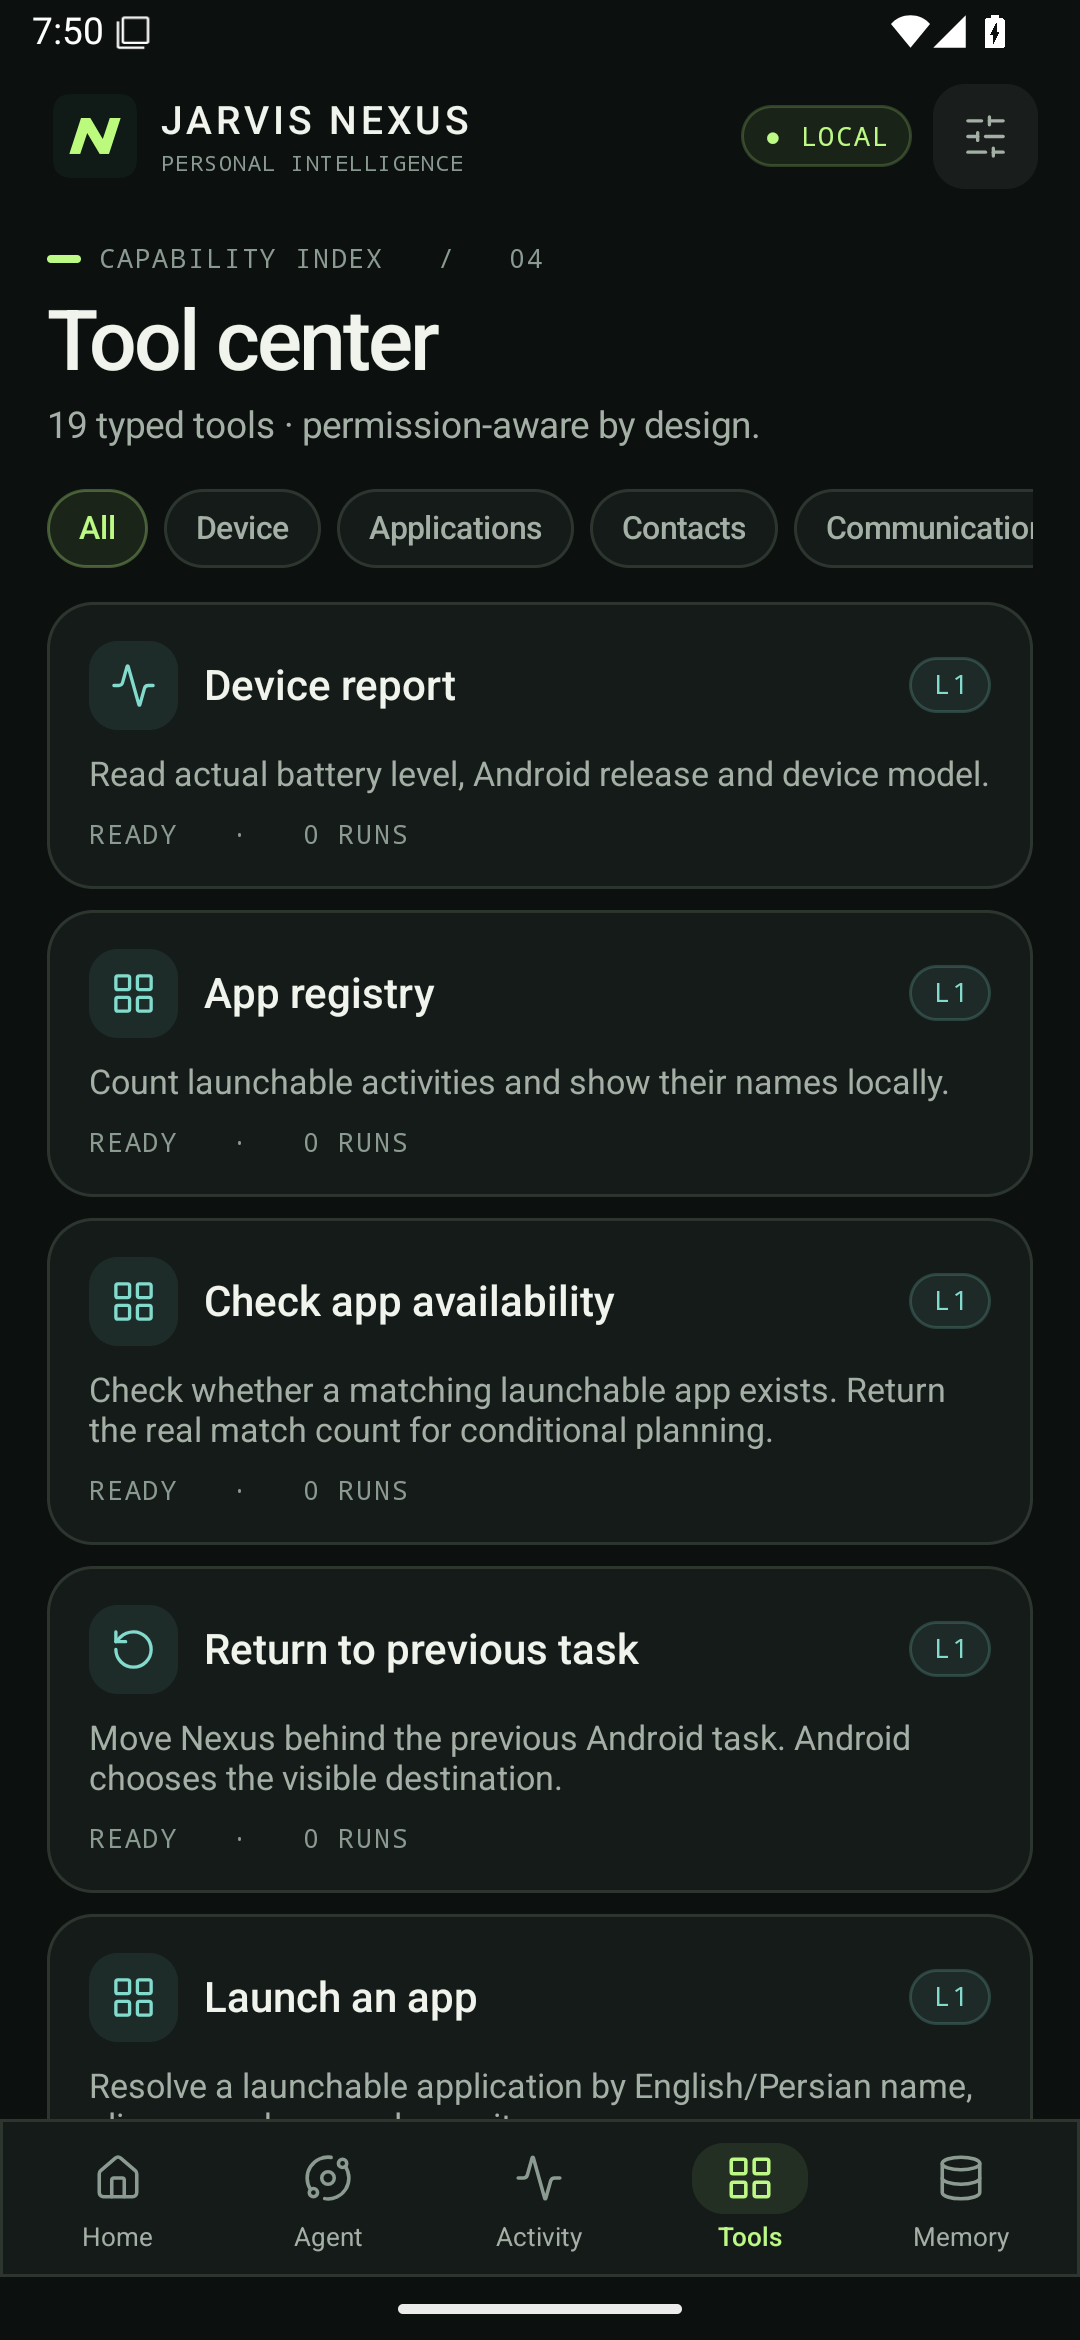 7:50
JARVIS NEXUS
PERSONAL INTELLIGENCE
LOCAL
CAPABILITY INDEX / 04
Tool center
19 typed tools · permission-aware by design.
All
Device
Applications
Contacts
Communication
Device report
L1
Read actual battery level, Android release and device model.
READY · 0 RUNS
App registry
L1
Count launchable activities and show their names locally.
READY · 0 RUNS
Check app availability
L1
Check whether a matching launchable app exists. Return
the real match count for conditional planning.
READY · 0 RUNS
Return to previous task
L1
Move Nexus behind the previous Android task. Android
chooses the visible destination.
READY · 0 RUNS
Launch an app
L1
Resolve a launchable application by English/Persian name,
Home
Agent
Activity
Tools
Memory